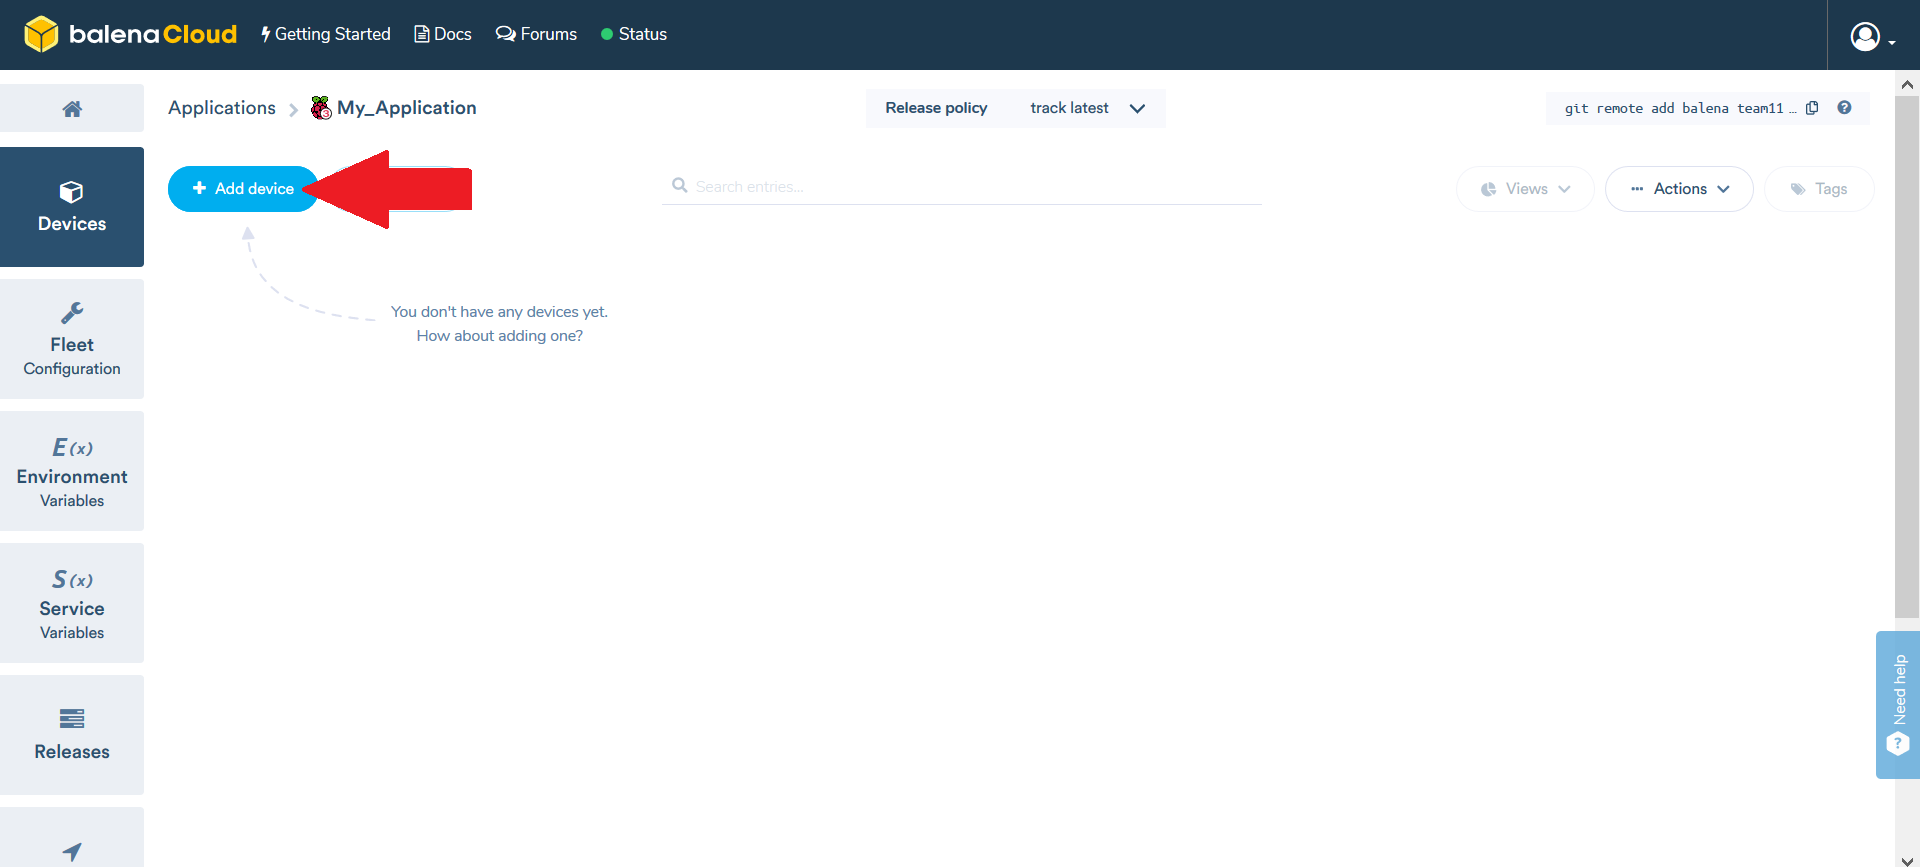 balenaCloud
Getting Started
Docs
Forums
Status
Applications
3
My_Application
Release policy
track latest
git remote add balena team11 …
?
+ Add device
Search entries...
Views
Actions
Tags
You don't have any devices yet.
How about adding one?
Devices
Fleet
Configuration
E(x)
Environment
Variables
S(x)
Service
Variables
Releases
Need help
?